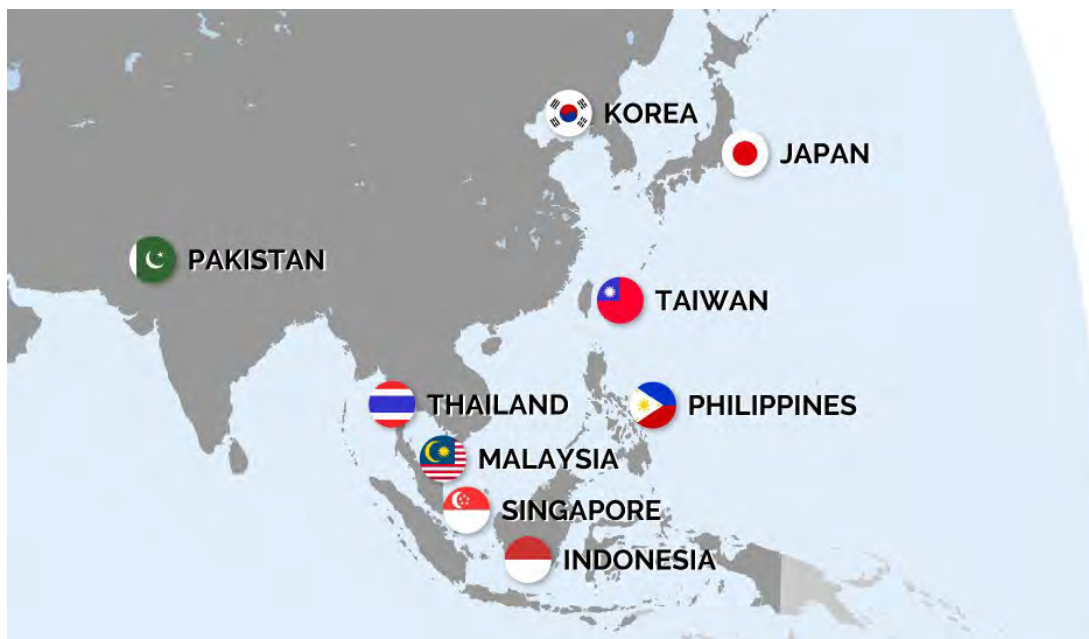 KOREA
JAPAN
PAKISTAN
TAIWAN
THAILAND
PHILIPPINES
MALAYSIA
SINGAPORE
INDONESIA